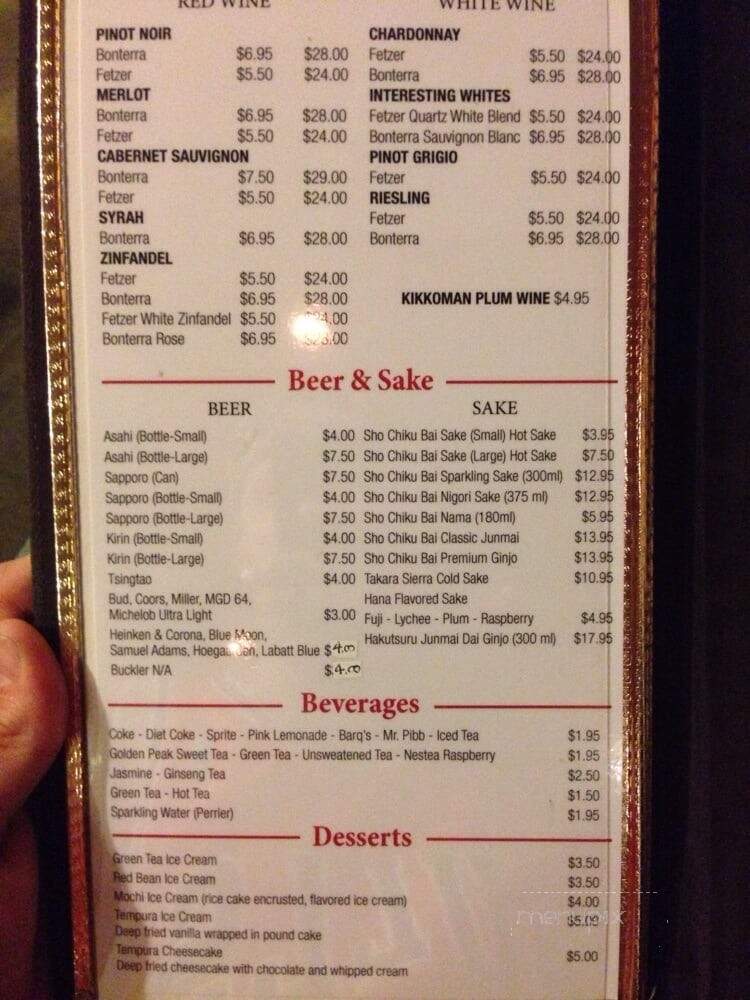 RED WINE
PINOT NOIR
Bonterra $6.95 $28.00
Fetzer $5.50 $24.00
MERLOT
Bonterra $6.95 $28.00
Fetzer $5.50 $24.00
CABERNET SAUVIGNON
Bonterra $7.50 $29.00
Fetzer $5.50 $24.00
SYRAH
Bonterra $6.95 $28.00
ZINFANDEL
Fetzer $5.50 $24.00
Bonterra $6.95 $28.00
Fetzer White Zinfandel $5.50
Bonterra Rose $6.95
WHITE WINE
CHARDONNAY
Fetzer $5.50 $24.00
Bonterra $6.95 $28.00
INTERESTING WHITES
Fetzer Quartz White Blend $5.50 $24.00
Bonterra Sauvignon Blanc $6.95 $28.00
PINOT GRIGIO
Fetzer $5.50 $24.00
RIESLING
Fetzer $5.50 $24.00
Bonterra $6.95 $28.00
KIKKOMAN PLUM WINE $4.95
Beer & Sake
BEER
Asahi (Bottle-Small) $4.00
Asahi (Bottle-Large) $7.50
Sapporo (Can) $7.50
Sapporo (Bottle-Small) $4.00
Sapporo (Bottle-Large) $7.50
Kirin (Bottle-Small) $4.00
Kirin (Bottle-Large) $7.50
Tsingtao $4.00
Bud, Coors, Miller, MGD 64,
Michelob Ultra Light $3.00
Heinken & Corona, Blue Moon,
Samuel Adams, Labatt Blue $4.00
Buckler N/A $4.00
SAKE
Sho Chiku Bai Sake (Small) Hot Sake $3.95
Sho Chiku Bai Sake (Large) Hot Sake $7.50
Sho Chiku Bai Sparkling Sake (300ml) $12.95
Sho Chiku Bai Nigori Sake (375 ml) $12.95
Sho Chiku Bai Nama (180ml) $5.95
Sho Chiku Bai Classic Junmai $13.95
Sho Chiku Bai Premium Ginjo $13.95
Takara Sierra Cold Sake $10.95
Hana Flavored Sake
Fuji - Lychee - Plum - Raspberry $4.95
Hakutsuru Junmai Dai Ginjo (300 ml) $17.95
Beverages
Coke - Diet Coke - Sprite - Pink Lemonade - Barq's - Mr. Pibb - Iced Tea $1.95
Golden Peak Sweet Tea - Green Tea - Unsweetened Tea - Nestea Raspberry $1.95
Jasmine - Ginseng Tea $2.50
Green Tea - Hot Tea $1.50
Sparkling Water (Perrier) $1.95
Desserts
Green Tea Ice Cream $3.50
Red Bean Ice Cream $3.50
Mochi Ice Cream (rice cake encrusted, flavored ice cream) $4.00
Tempura Ice Cream $5.00
Deep fried vanilla wrapped in pound cake
Tempura Cheesecake $5.00
Deep fried cheesecake with chocolate and whipped cream